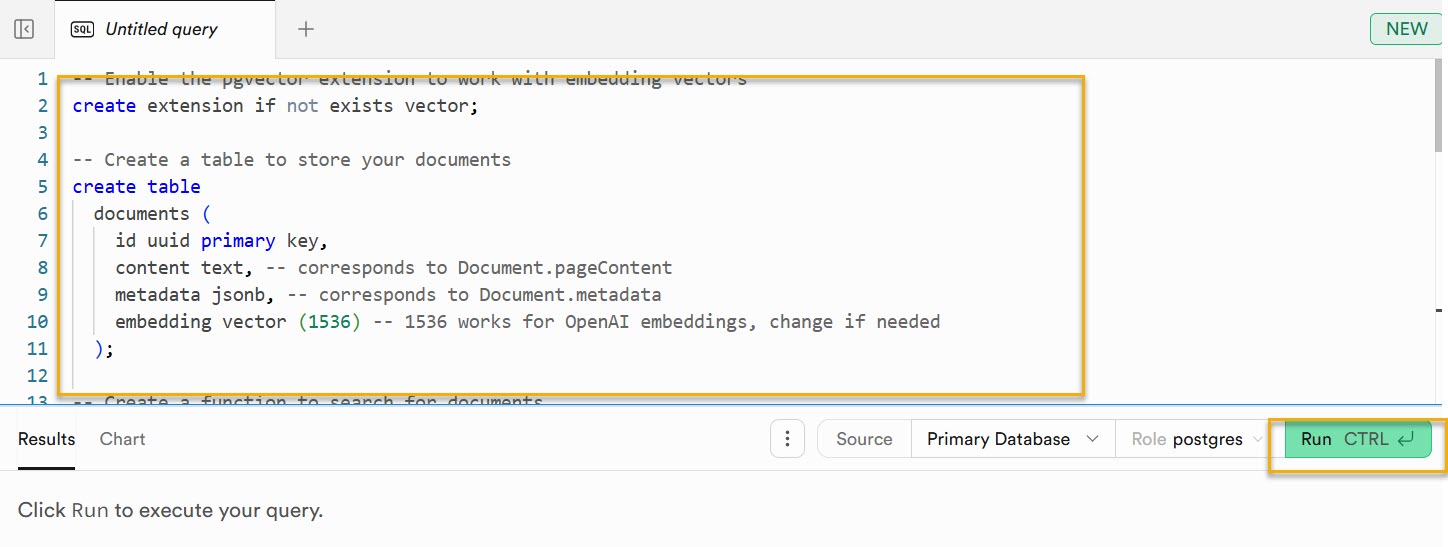 SQL Untitled query
NEW
1 -- Enable the pgvector extension to work with embedding vectors
2 create extension if not exists vector;
3
4 -- Create a table to store your documents
5 create table
6 documents (
7 id uuid primary key,
8 content text, -- corresponds to Document.pageContent
9 metadata jsonb, -- corresponds to Document.metadata
10 embedding vector (1536) -- 1536 works for OpenAI embeddings, change if needed
11 );
12
13 -- Create a function to search for documents
Results Chart Source Primary Database Role postgres Run CTRL
Click Run to execute your query.